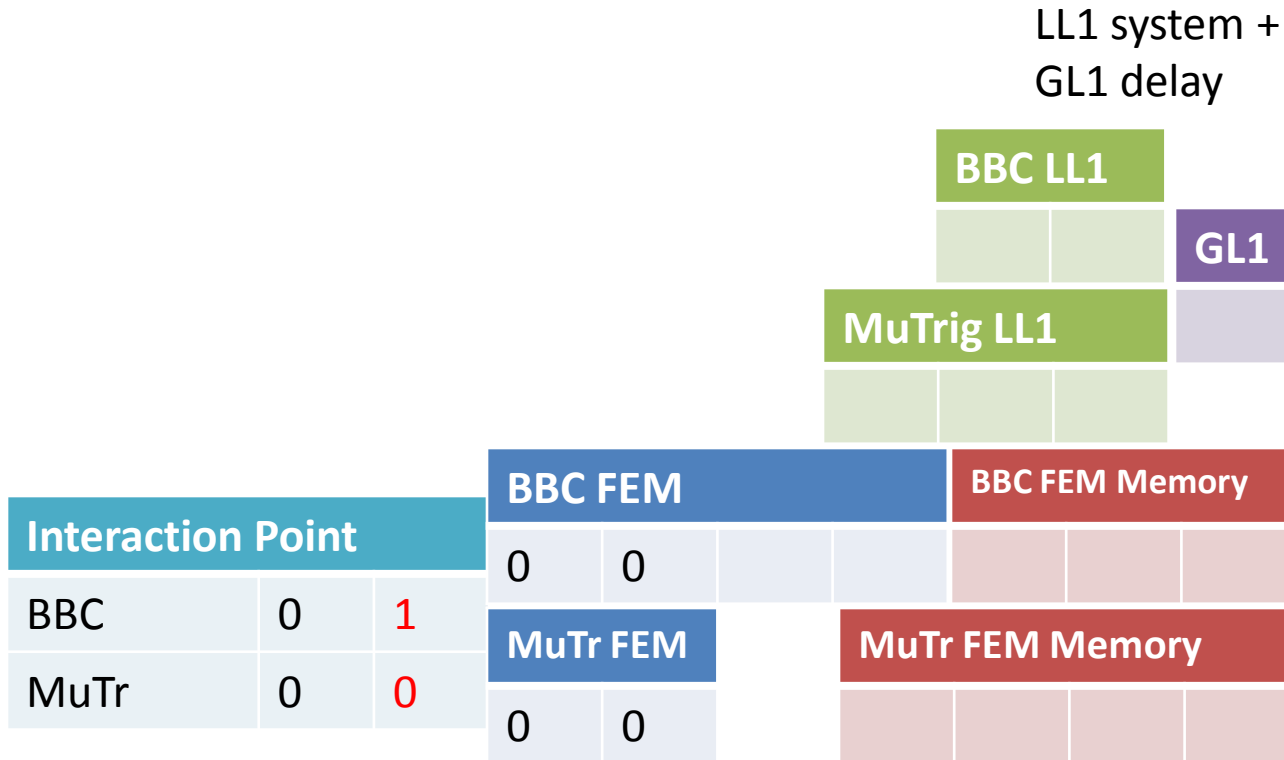 LL1 system +
GL1 delay
BBC LL1
GL1
MuTrig LL1
BBC FEM
BBC FEM Memory
Interaction Point
0 0
BBC 0 1
MuTr FEM
MuTr FEM Memory
MuTr 0 0
0 0